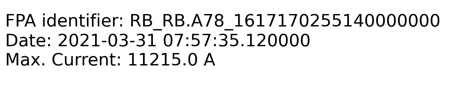 FPA identifier: RB_RB.A78_1617170255140000000
Date: 2021-03-31 07:57:35.120000
Max. Current: 11215.0 A